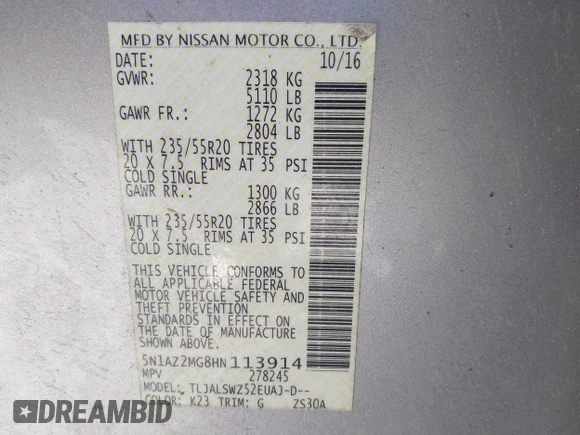 MFD BY NISSAN MOTOR CO., LTD.
DATE: 10/16
GVWR: 2318 KG
5110 LB
GAWR FR.: 1272 KG
2804 LB
WITH 235/55R20 TIRES
20 X 7.5 RIMS AT 35 PSI
COLD SINGLE
GAWR RR.: 1300 KG
2866 LB
WITH 235/55R20 TIRES
20 X 7.5 RIMS AT 35 PSI
COLD SINGLE
THIS VEHICLE CONFORMS TO
ALL APPLICABLE FEDERAL
MOTOR VEHICLE SAFETY AND
THEFT PREVENTION
STANDARDS IN EFFECT ON
THE DATE OF MANUFACTURE
SHOWN ABOVE.
5N1AZ2MG8HN113914
MPV 278245
MODEL: TLJALSWZ52EUAJ-D--
COLOR: K23 TRIM: G ZS30A
iDEAL
AUCTION FINDER